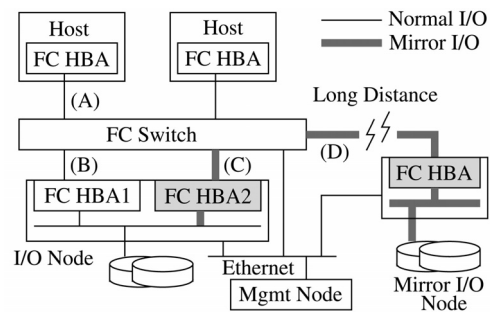 Host
FC HBA
Host
FC HBA
Normal I/O
Mirror I/O
(A)
Long Distance
FC Switch
(B)
(C)
(D)
FC HBA1
FC HBA2
FC HBA
I/O Node
Ethernet
Mgmt Node
Mirror I/O
Node